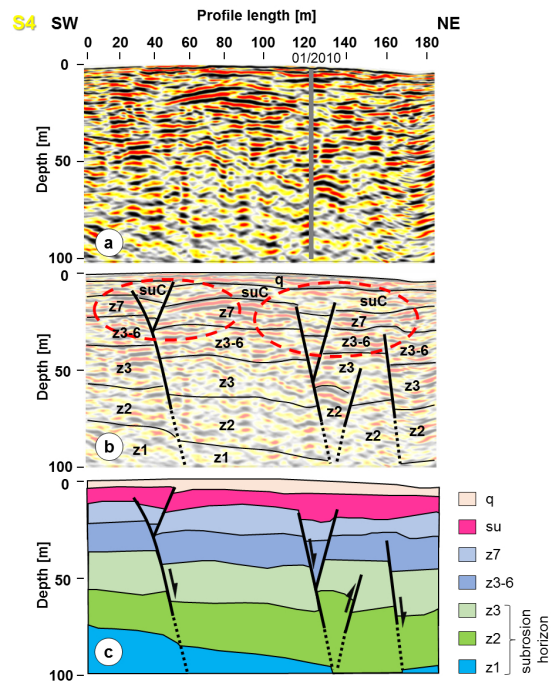 S4 SW Profile length [m] NE
0 20 40 60 80 100 120 140 160 180
01/2010
0
50
100
Depth [m]
a
0
50
100
Depth [m]
q
suC suC suC
z7 z7 z7
z3-6 z3-6 z3-6 z3-6
z3 z3 z3 z3
z2 z2 z2 z2 z2
z1 z1
b
0
50
100
Depth [m]
c
q
su
z7
z3-6
z3
z2
z1
subrosion
horizon